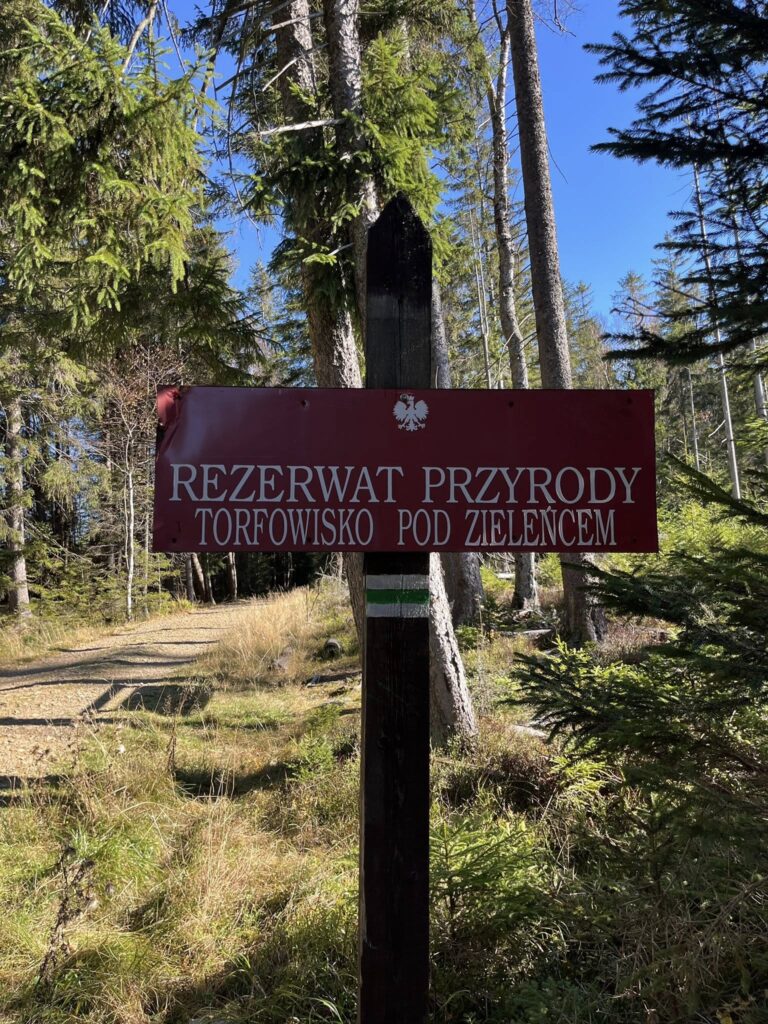 REZERWAT PRZYRODY
TORFOWISKO POD ZIELEŃCEM